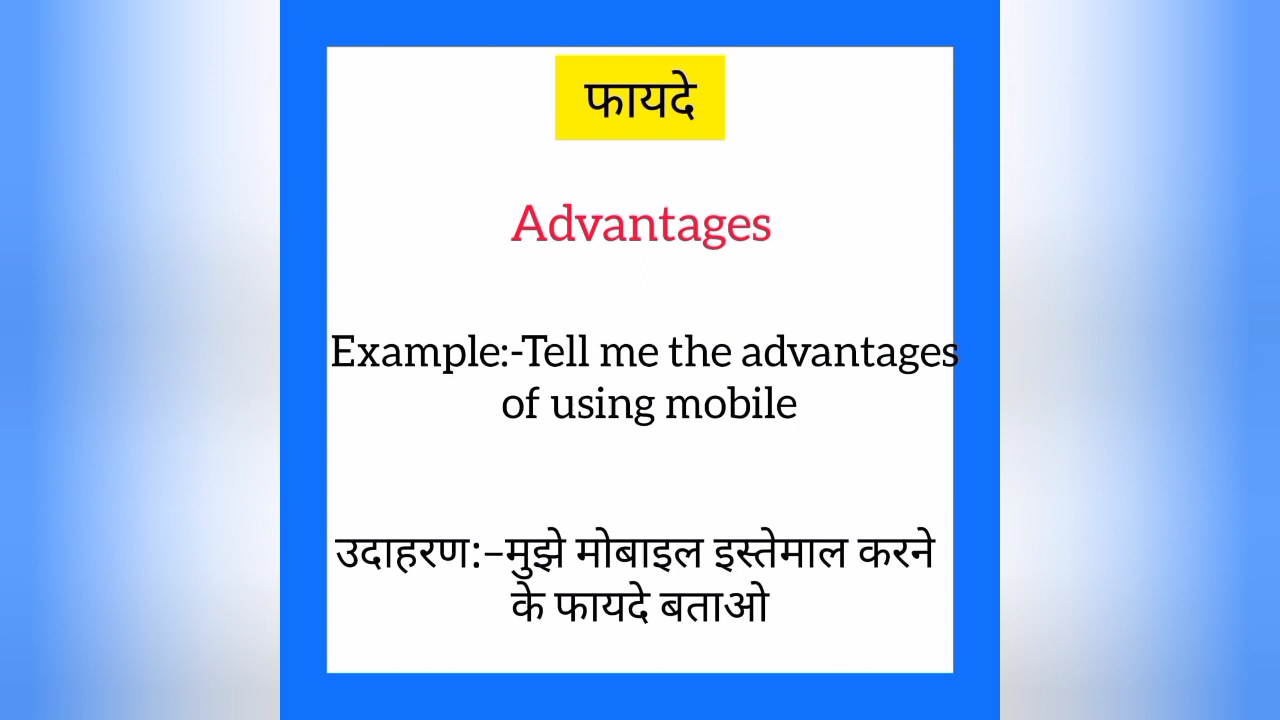 फायदे
Advantages
Example:-Tell me the advantages
of using mobile
उदाहरण:–मुझे मोबाइल इस्तेमाल करने
के फायदे बताओ